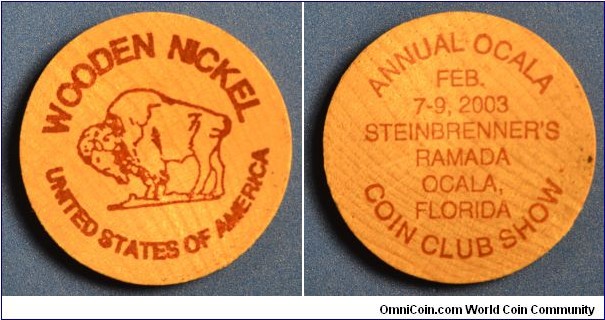 WOODEN NICKEL
UNITED STATES OF AMERICA
ANNUAL OCALA
FEB.
7-9, 2003
STEINBRENNER'S
RAMADA
OCALA,
FLORIDA
COIN CLUB SHOW
OmniCoin.com World Coin Community